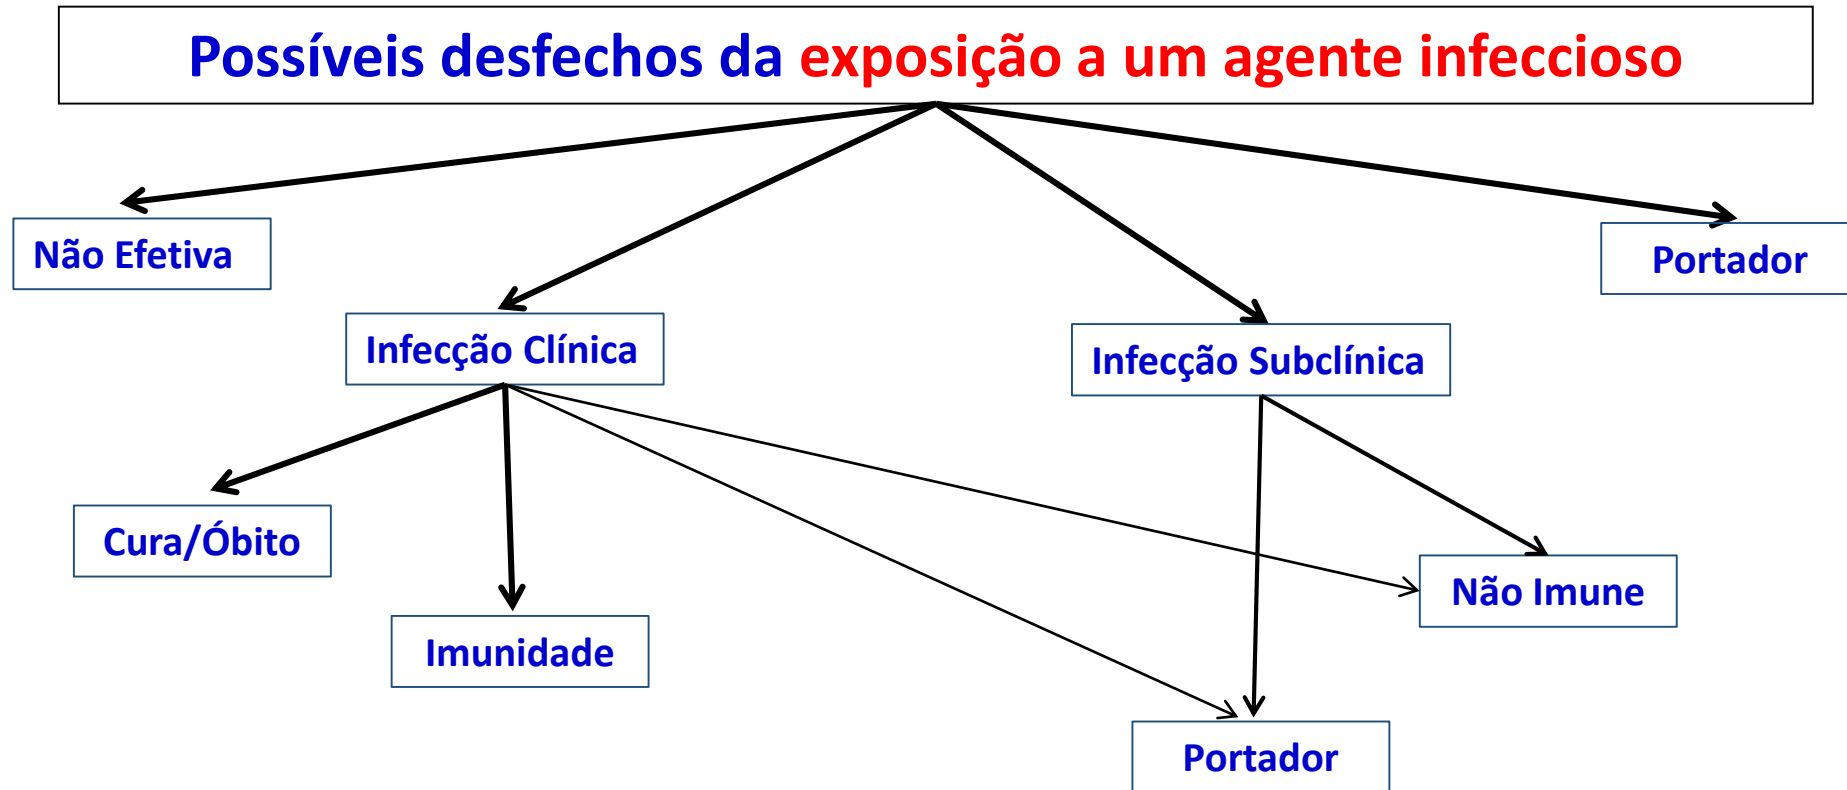 Possíveis desfechos da exposição a um agente infeccioso
Não Efetiva
Portador
Infecção Clínica
Infecção Subclínica
Cura/Óbito
Não Imune
Imunidade
Portador